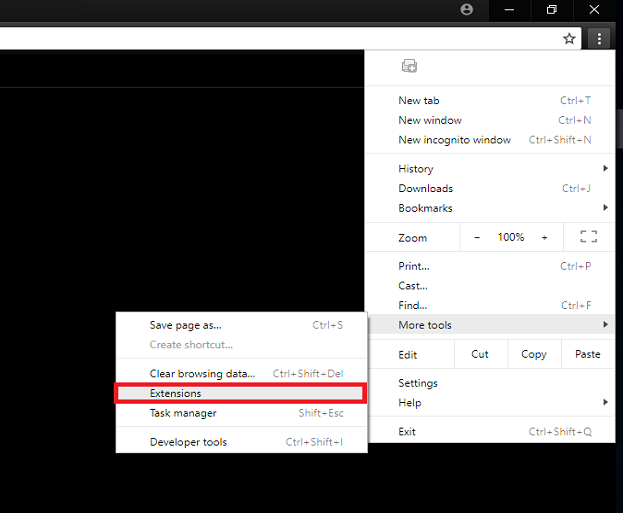 New tab Ctrl+T
New window Ctrl+N
New incognito window Ctrl+Shift+N
History
Downloads Ctrl+J
Bookmarks
Zoom − 100% +
Print... Ctrl+P
Cast...
Find... Ctrl+F
More tools
Edit Cut Copy Paste
Settings
Help
Exit Ctrl+Shift+Q
Save page as... Ctrl+S
Create shortcut...
Clear browsing data... Ctrl+Shift+Del
Extensions
Task manager Shift+Esc
Developer tools Ctrl+Shift+I